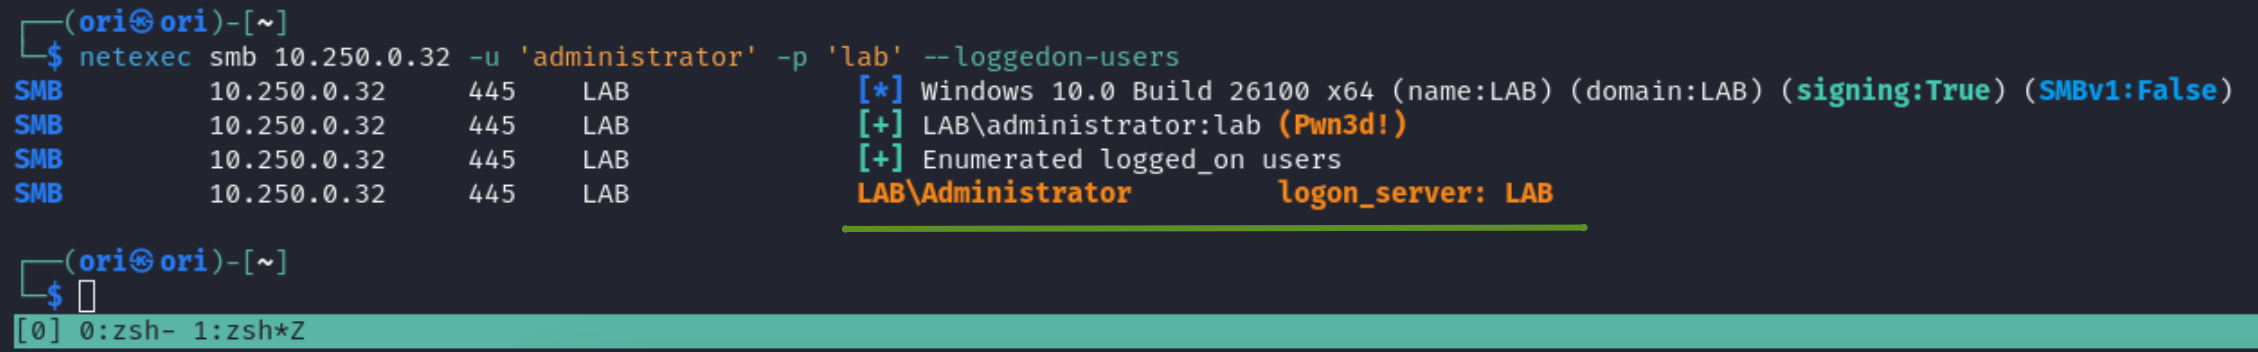 ┌──(ori㉿ori)-[~]
└─$ netexec smb 10.250.0.32 -u 'administrator' -p 'lab' --loggedon-users
SMB 10.250.0.32 445 LAB [*] Windows 10.0 Build 26100 x64 (name:LAB) (domain:LAB) (signing:True) (SMBv1:False)
SMB 10.250.0.32 445 LAB [+] LAB\administrator:lab (Pwn3d!)
SMB 10.250.0.32 445 LAB [+] Enumerated logged_on users
SMB 10.250.0.32 445 LAB LAB\Administrator logon_server: LAB
┌──(ori㉿ori)-[~]
└─$
[0] 0:zsh- 1:zsh*Z